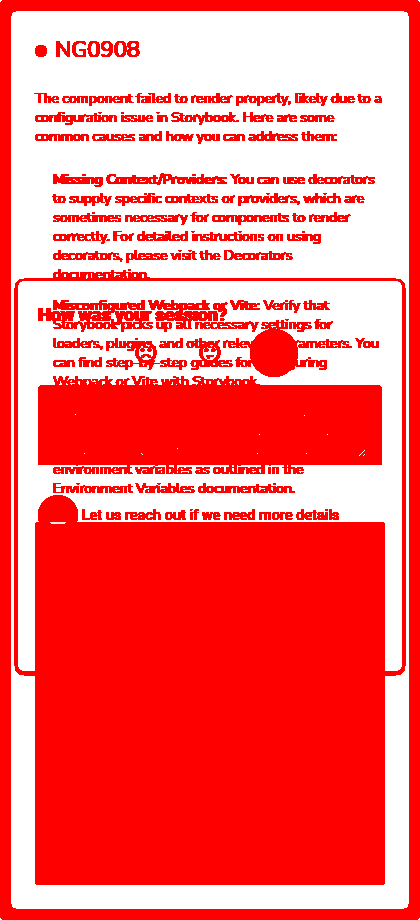 NG0908
The component failed to render properly, likely due to a
configuration issue in Storybook. Here are some
common causes and how you can address them:
Missing Context/Providers: You can use decorators
to supply specific contexts or providers, which are
sometimes necessary for components to render
correctly. For detailed instructions on using
decorators, please visit the Decorators
documentation.
Misconfigured Webpack or Vite: Verify that
How was your session?
Storybook picks up all necessary settings for
loaders, plugins, and other
can find step-by-step guides for
Webpack or Vite with Storybook.
environment variables as outlined in the
Environment Variables documentation.
Let us reach out if we need more details